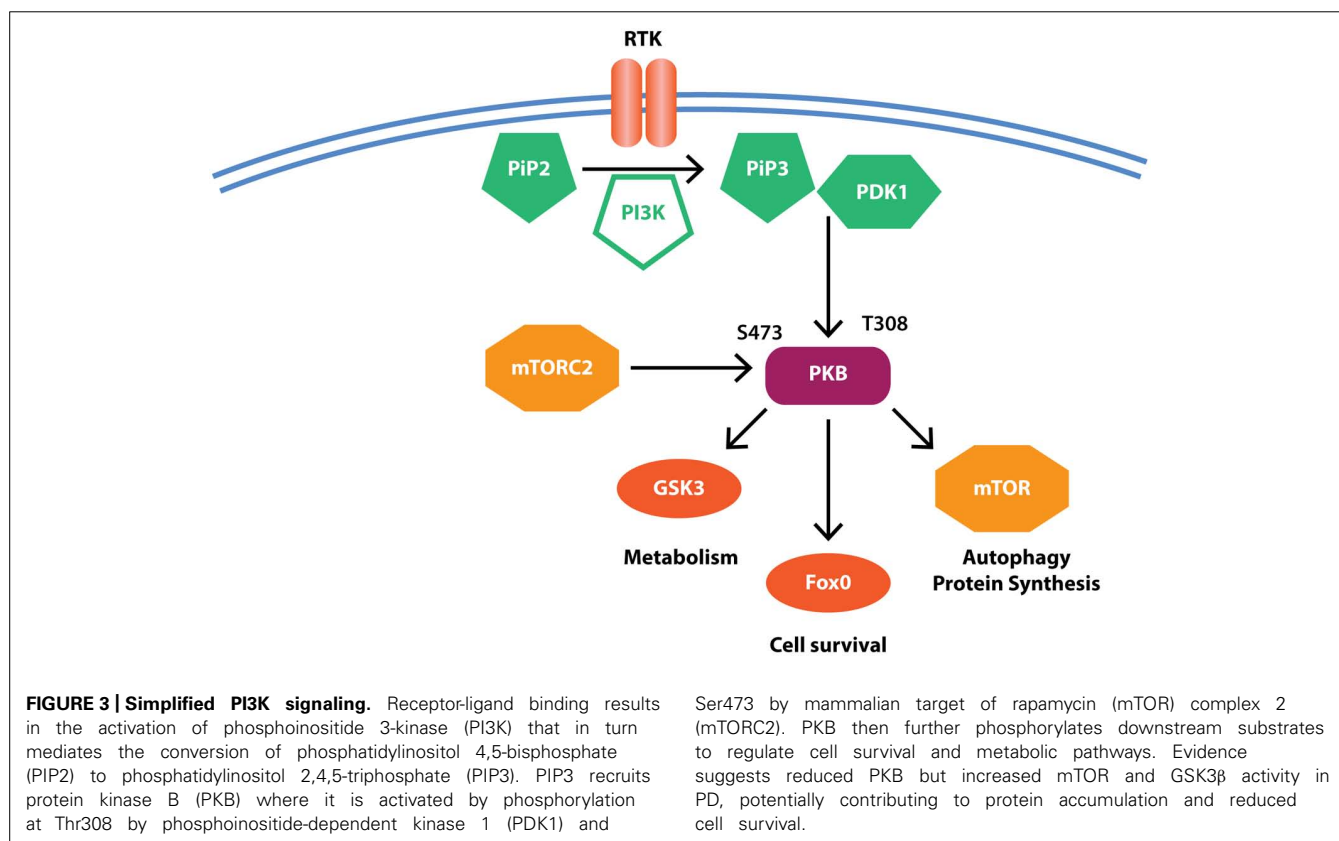 RTK
PiP2
PiP3
PDK1
PI3K
S473
T308
mTORC2
PKB
GSK3
mTOR
Metabolism
Autophagy
Protein Synthesis
Fox0
Cell survival
FIGURE 3 | Simplified PI3K signaling. Receptor-ligand binding results
in the activation of phosphoinositide 3-kinase (PI3K) that in turn
mediates the conversion of phosphatidylinositol 4,5-bisphosphate
(PIP2) to phosphatidylinositol 2,4,5-triphosphate (PIP3). PIP3 recruits
protein kinase B (PKB) where it is activated by phosphorylation
at Thr308 by phosphoinositide-dependent kinase 1 (PDK1) and
Ser473 by mammalian target of rapamycin (mTOR) complex 2
(mTORC2). PKB then further phosphorylates downstream substrates
to regulate cell survival and metabolic pathways. Evidence
suggests reduced PKB but increased mTOR and GSK3β activity in
PD, potentially contributing to protein accumulation and reduced
cell survival.